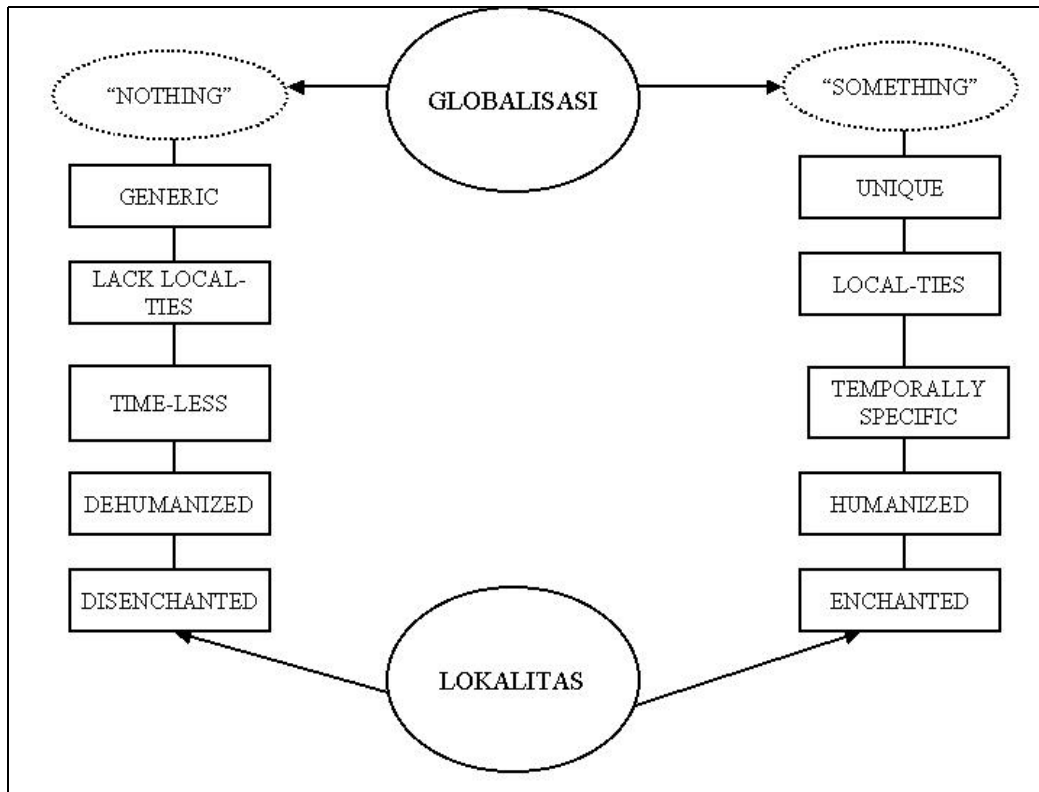 “NOTHING”
GLOBALISASI
“SOMETHING”
GENERIC
UNIQUE
LACK LOCAL-
TIES
LOCAL-TIES
TIME-LESS
TEMPORALLY
SPECIFIC
DEHUMANIZED
HUMANIZED
DISENCHANTED
ENCHANTED
LOKALITAS